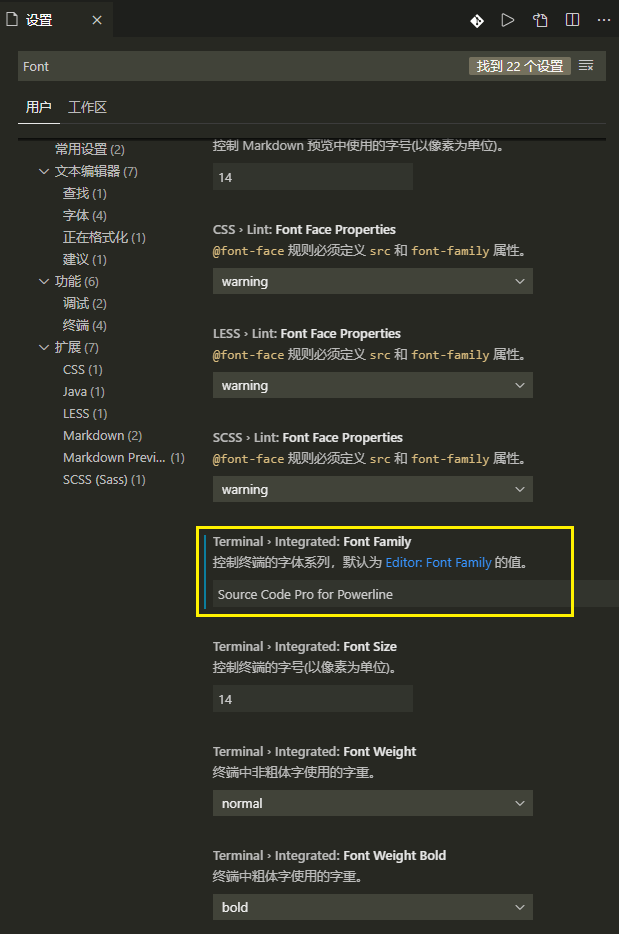 设置
Font
找到 22 个设置
用户 工作区
常用设置 (2)
文本编辑器 (7)
查找 (1)
字体 (4)
正在格式化 (1)
建议 (1)
功能 (6)
调试 (2)
终端 (4)
扩展 (7)
CSS (1)
Java (1)
LESS (1)
Markdown (2)
Markdown Previ... (1)
SCSS (Sass) (1)
控制 Markdown 预览中使用的字号(以像素为单位)。
14
CSS › Lint: Font Face Properties
@font-face 规则必须定义 src 和 font-family 属性。
warning
LESS › Lint: Font Face Properties
@font-face 规则必须定义 src 和 font-family 属性。
warning
SCSS › Lint: Font Face Properties
@font-face 规则必须定义 src 和 font-family 属性。
warning
Terminal › Integrated: Font Family
控制终端的字体系列，默认为 Editor: Font Family 的值。
Source Code Pro for Powerline
Terminal › Integrated: Font Size
控制终端的字号(以像素为单位)。
14
Terminal › Integrated: Font Weight
终端中非粗体字使用的字重。
normal
Terminal › Integrated: Font Weight Bold
终端中粗体字使用的字重。
bold